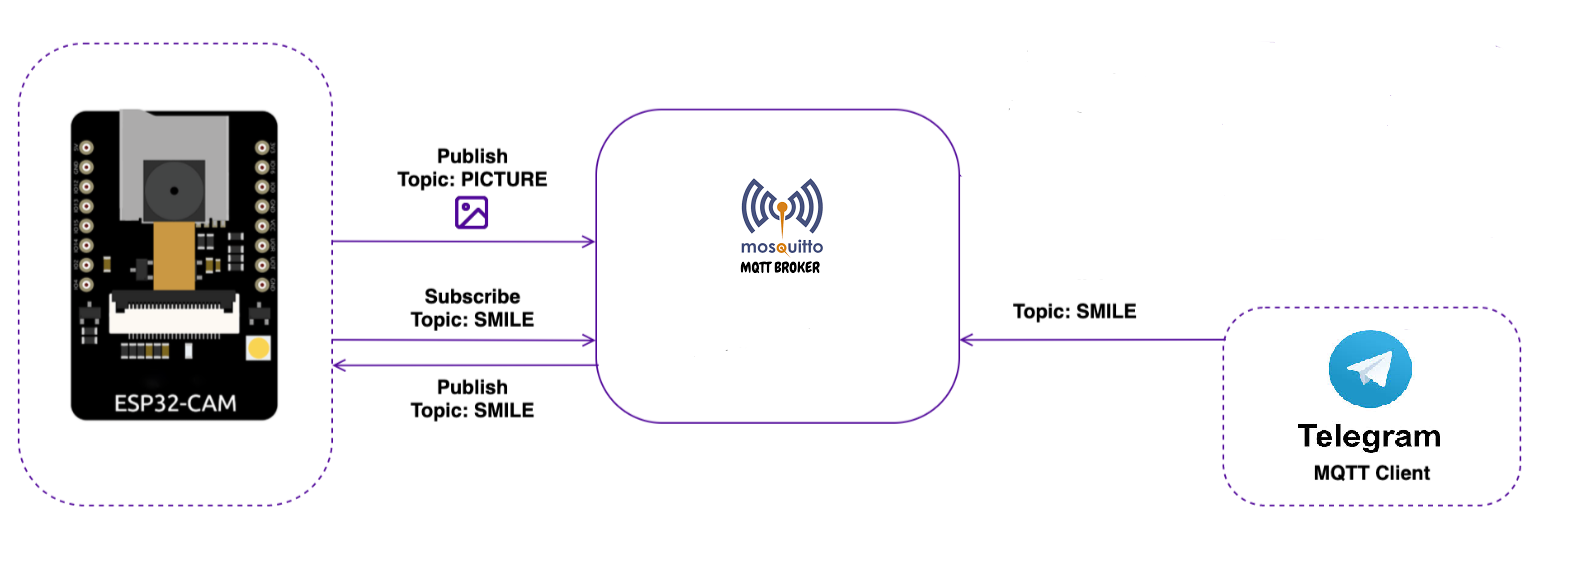 Publish
Topic: PICTURE
Subscribe
Topic: SMILE
Publish
Topic: SMILE
ESP32-CAM
mosquitto
MQTT BROKER
Topic: SMILE
Telegram
MQTT Client